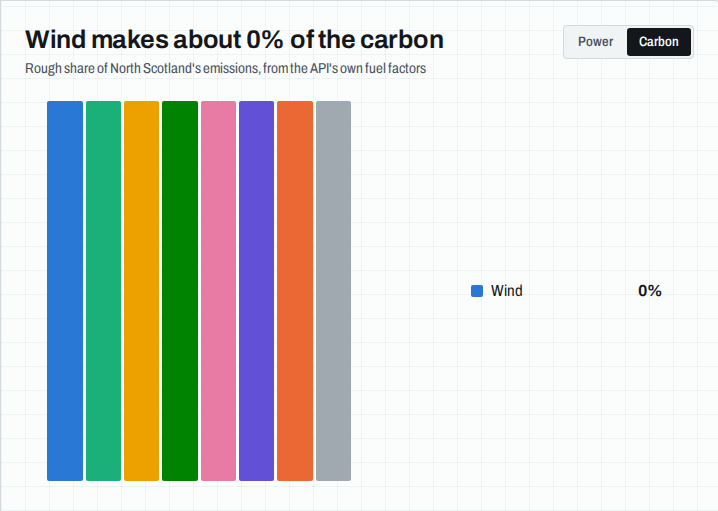 Wind makes about 0% of the carbon
Power
Carbon
Rough share of North Scotland's emissions, from the API's own fuel factors
Wind 0%